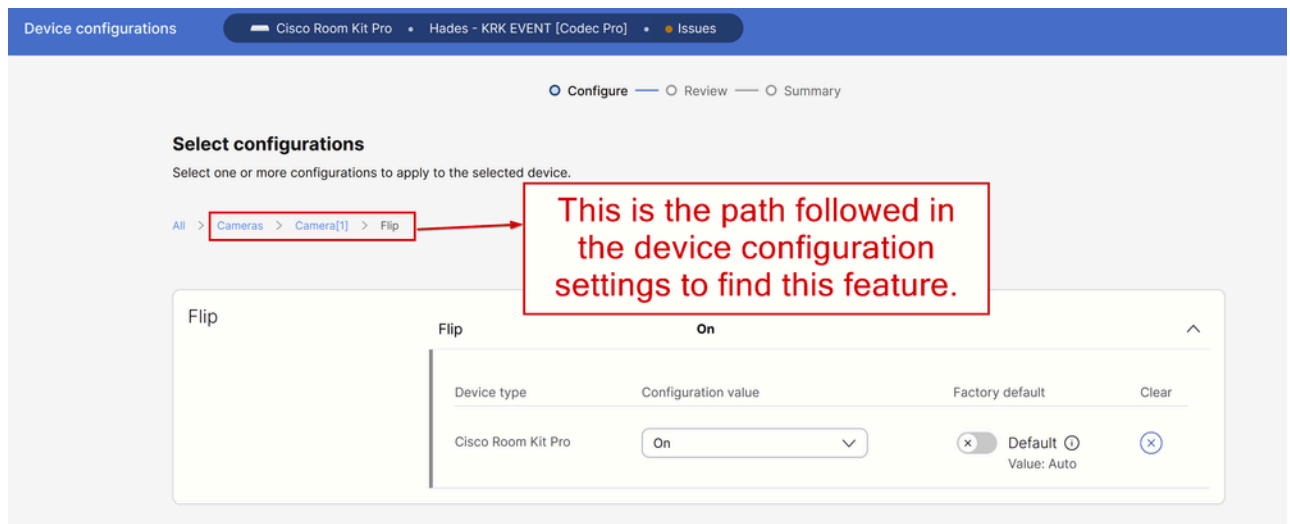 Device configurations
Cisco Room Kit Pro • Hades - KRK EVENT [Codec Pro] • Issues
Configure Review Summary
Select configurations
Select one or more configurations to apply to the selected device.
All > Cameras > Camera[1] > Flip
This is the path followed in
the device configuration
settings to find this feature.
Flip
Flip On
Device type Configuration value Factory default Clear
Cisco Room Kit Pro On Default
Value: Auto